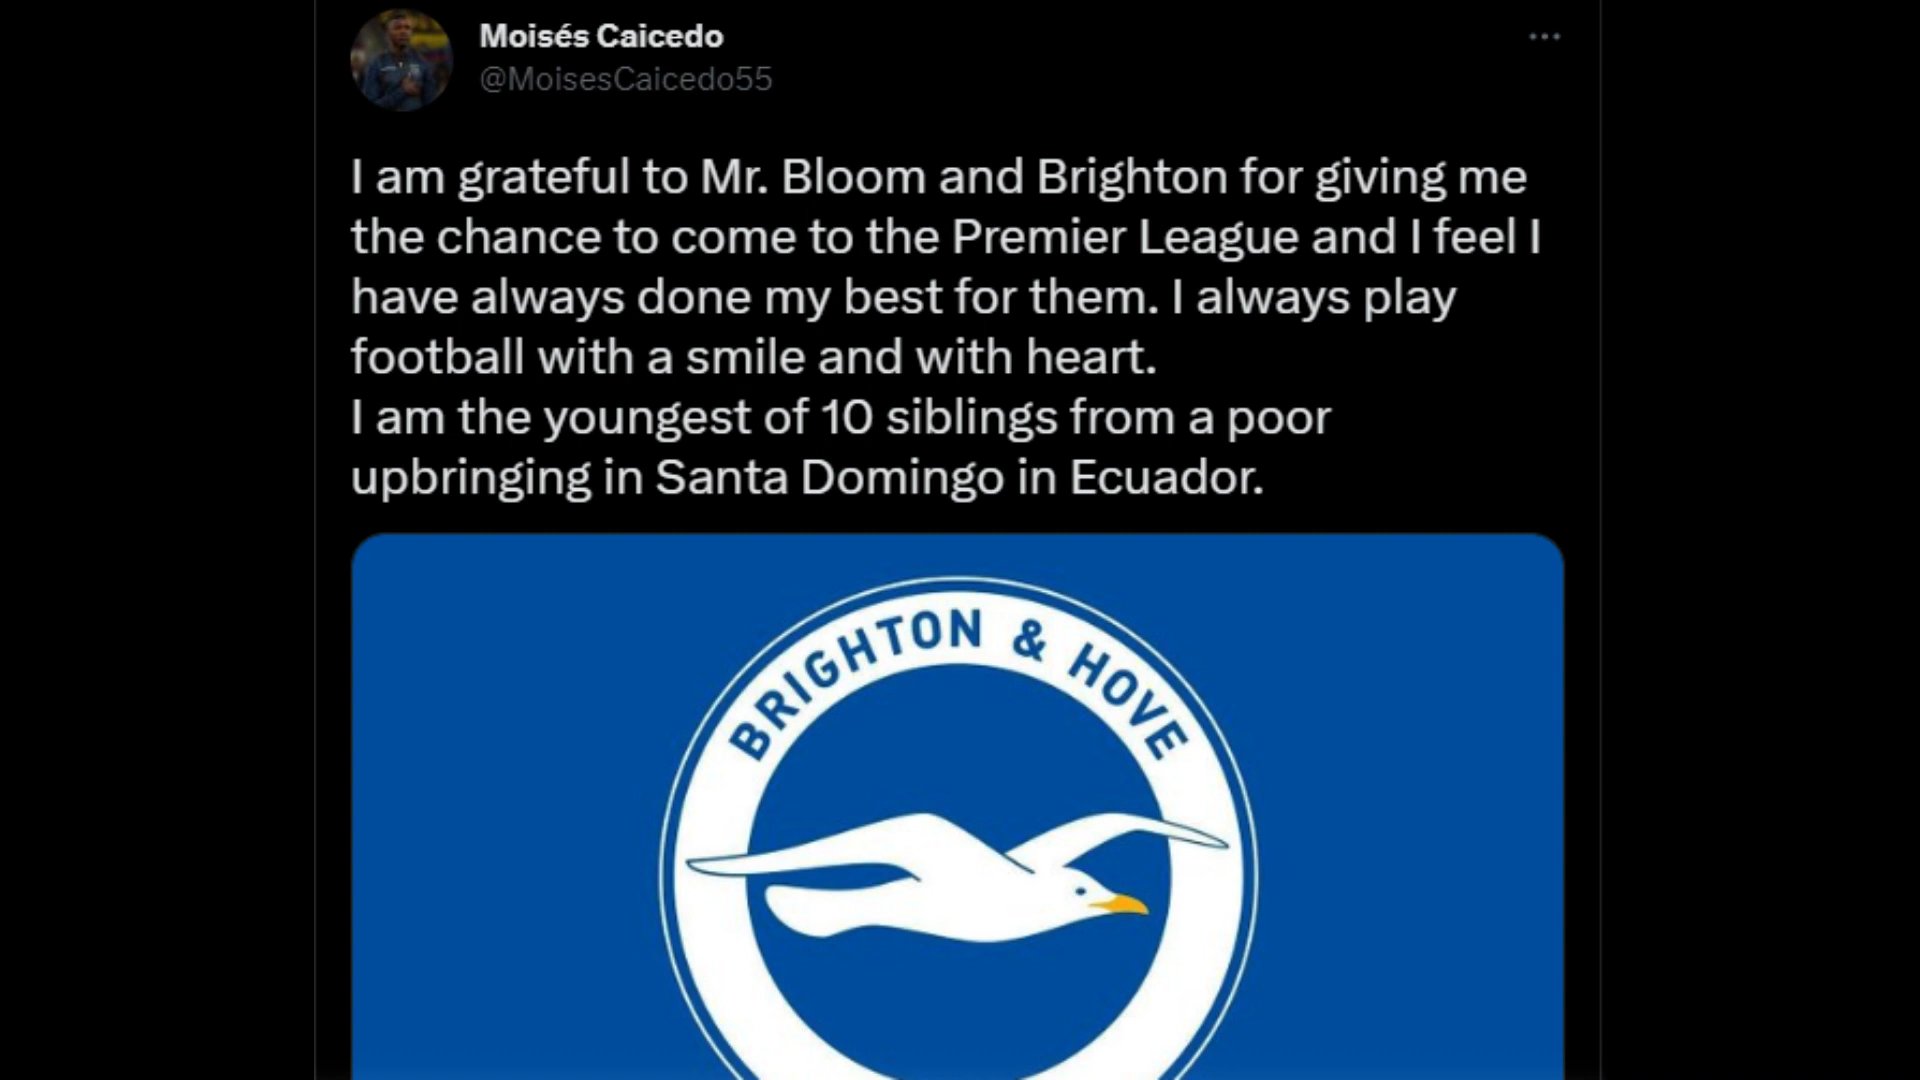 Moisés Caicedo
@MoisesCaicedo55
I am grateful to Mr. Bloom and Brighton for giving me
the chance to come to the Premier League and I feel I
have always done my best for them. I always play
football with a smile and with heart.
I am the youngest of 10 siblings from a poor
upbringing in Santa Domingo in Ecuador.
BRIGHTON & HOVE